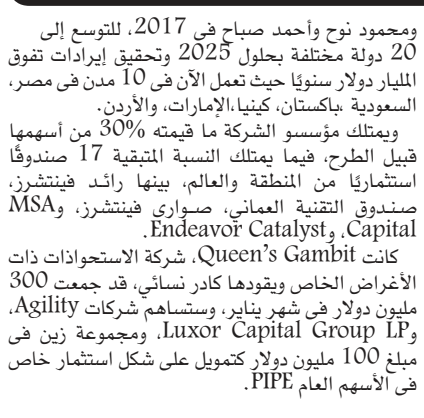 ومحمود نوح وأحمد صباح فى 2017، للتوسع إلى
20 دولة مختلفة بحلول 2025 وتحقيق إيرادات تفوق
المليار دولار سنويًا حيث تعمل الآن فى 10 مدن فى مصر،
السعودية ،باكستان، كينيا،الإمارات، والأردن.
ويمتلك مؤسسو الشركة ما قيمته 30% من أسهمها
قبيل الطرح، فيما يمتلك النسبة المتبقية 17 صندوقًا
استثماريًا من المنطقة والعالم، بينها رائد فينتشرز،
صندوق التقنية العماني، صوارى فينتشرز، وMSA
Capital، وEndeavor Catalyst.
كانت Queen's Gambit، شركة الاستحواذات ذات
الأغراض الخاص ويقودها كادر نسائي، قد جمعت 300
مليون دولار فى شهر يناير، وستساهم شركات Agility،
وLuxor Capital Group LP، ومجموعة زين فى
مبلغ 100 مليون دولار كتمويل على شكل استثمار خاص
فى الأسهم العام PIPE.